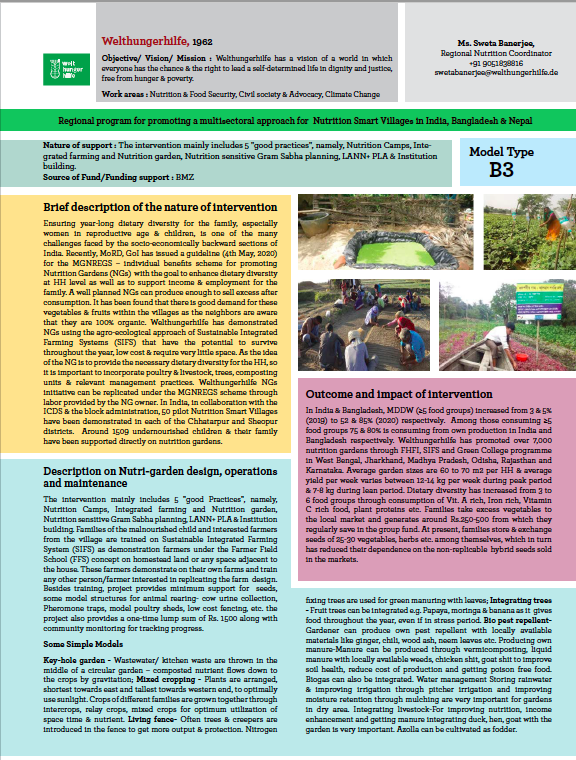 welt
hunger
hilfe
Welthungerhilfe, 1962
Objective/ Vision/ Mission : Welthungerhilfe has a vision of a world in which
everyone has the chance & the right to lead a self-determined life in dignity and justice,
free from hunger & poverty.
Work areas : Nutrition & Food Security, Civil society & Advocacy, Climate Change
Ms. Sweta Banerjee,
Regional Nutrition Coordinator
+91 9051838816
swetabanerjee@welthungerhilfe.de
Regional program for promoting a multisectoral approach for Nutrition Smart Villages in India, Bangladesh & Nepal
Nature of support : The intervention mainly includes 5 "good practices", namely, Nutrition Camps, Inte-
grated farming and Nutrition garden, Nutrition sensitive Gram Sabha planning, LANN+ PLA & Institution
building.
Source of Fund/Funding support : BMZ
Model Type
B3
Brief description of the nature of intervention
Ensuring year-long dietary diversity for the family, especially
women in reproductive age & children, is one of the many
challenges faced by the socio-economically backward sections of
India. Recently, MoRD, GoI has issued a guideline (4th May, 2020)
for the MGNREGS – individual benefits scheme for promoting
Nutrition Gardens (NGs) with the goal to enhance dietary diversity
at HH level as well as to support income & employment for the
family. A well planned NGs can produce enough to sell excess after
consumption. It has been found that there is good demand for these
vegetables & fruits within the villages as the neighbors are aware
that they are 100% organic. Welthungerhilfe has demonstrated
NGs using the agro-ecological approach of Sustainable Integrated
Farming Systems (SIFS) that have the potential to survive
throughout the year, low cost & require very little space. As the idea
of the NG is to provide the necessary dietary diversity for the HH, so
it is important to incorporate poultry & livestock, trees, composting
units & relevant management practices. Welthungerhilfe NGs
initiative can be replicated under the MGNREGS scheme through
labor provided by the NG owner. In India, in collaboration with the
ICDS & the block administration, 50 pilot Nutrition Smart Villages
have been demonstrated in each of the Chhatarpur and Sheopur
districts. Around 1509 undernourished children & their family
have been supported directly on nutrition gardens.
Description on Nutri-garden design, operations
and maintenance
The intervention mainly includes 5 "good Practices", namely,
Nutrition Camps, Integrated farming and Nutrition garden,
Nutrition sensitive Gram Sabha planning, LANN+ PLA & Institution
building. Families of the malnourished child and interested farmers
from the village are trained on Sustainable Integrated Farming
System (SIFS) as demonstration farmers under the Farmer Field
School (FFS) concept on homestead land or any space adjacent to
the house. These farmers demonstrate on their own farms and train
any other person/farmer interested in replicating the farm design.
Besides training, project provides minimum support for seeds,
some model structures for animal rearing- cow urine collection,
Pheromone traps, model poultry sheds, low cost fencing, etc. the
project also provides a one-time lump sum of Rs. 1500 along with
community monitoring for tracking progress.
Some Simple Models
Key-hole garden - Wastewater/ kitchen waste are thrown in the
middle of a circular garden – composted nutrient flows down to
the crops by gravitation; Mixed cropping - Plants are arranged,
shortest towards east and tallest towards western end, to optimally
use sunlight. Crops of different families are grown together through
intercrops, relay crops, mixed crops for optimum utilization of
space time & nutrient. Living fence- Often trees & creepers are
introduced in the fence to get more output & protection. Nitrogen
Outcome and impact of intervention
In India & Bangladesh, MDDW (≥5 food groups) increased from 3 & 5%
(2019) to 52 & 85% (2020) respectively. Among those consuming ≥5
food groups 75 & 80% is consuming from own production in India and
Bangladesh respectively. Welthungerhilfe has promoted over 7,000
nutrition gardens through FHFI, SIFS and Green College programme
in West Bengal, Jharkhand, Madhya Pradesh, Odisha, Rajasthan and
Karnataka. Average garden sizes are 60 to 70 m2 per HH & average
yield per week varies between 12-14 kg per week during peak period
& 7-8 kg during lean period. Dietary diversity has increased from 3 to
6 food groups through consumption of Vit. A rich, Iron rich, Vitamin
C rich food, plant proteins etc. Families take excess vegetables to
the local market and generates around Rs.250-500 from which they
regularly save in the group fund. At present, families store & exchange
seeds of 25-30 vegetables, herbs etc. among themselves, which in turn
has reduced their dependence on the non-replicable hybrid seeds sold
in the markets.
fixing trees are used for green manuring with leaves; Integrating trees
- Fruit trees can be integrated e.g. Papaya, moringa & banana as it gives
food throughout the year, even if in stress period. Bio pest repellent-
Gardener can produce own pest repellent with locally available
materials like ginger, chili, wood ash, neem leaves etc. Producing own
manure-Manure can be produced through vermicomposting, liquid
manure with locally available weeds, chicken shit, goat shit to improve
soil health, reduce cost of production and getting poison free food.
Biogas can also be integrated. Water management Storing rainwater
& improving irrigation through pitcher irrigation and improving
moisture retention through mulching are very important for gardens
in dry area. Integrating livestock-For improving nutrition, income
enhancement and getting manure integrating duck, hen, goat with the
garden is very important. Azolla can be cultivated as fodder.